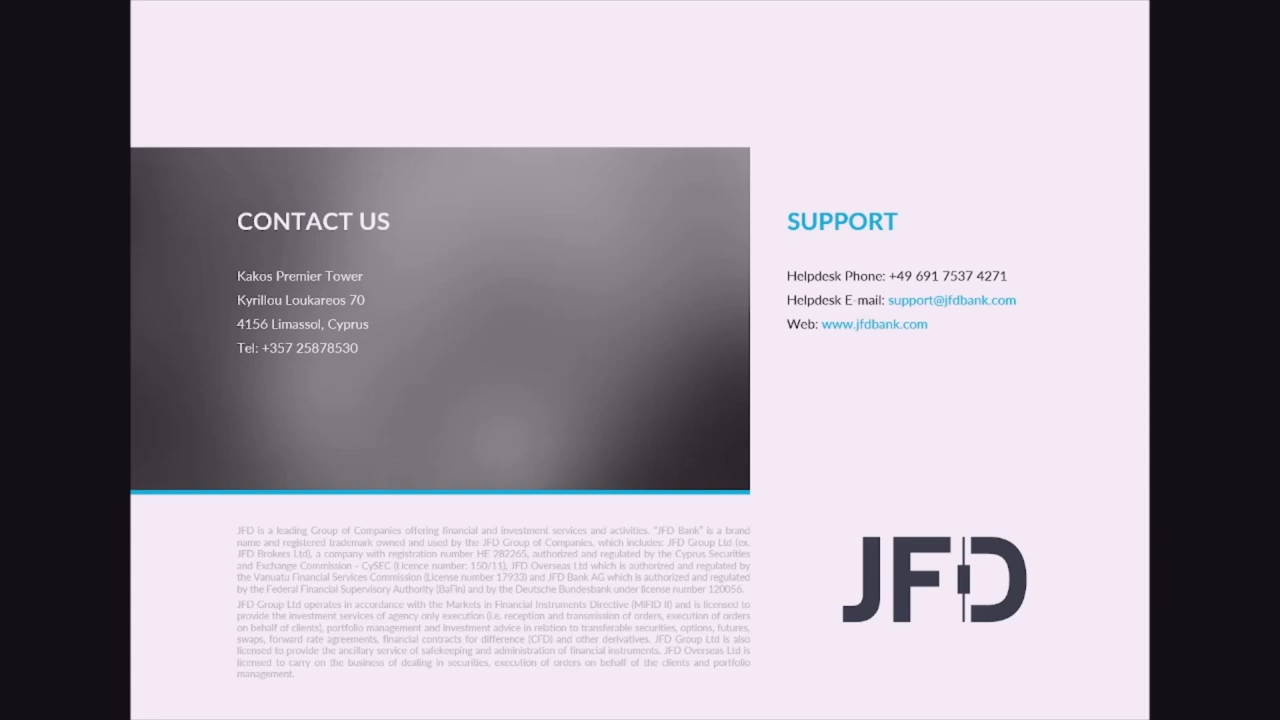 CONTACT US
Kakos Premier Tower
Kyrillou Loukareos 70
4156 Limassol, Cyprus
Tel: +357 25878530
SUPPORT
Helpdesk Phone: +49 691 7537 4271
Helpdesk E-mail: support@jfdbank.com
Web: www.jfdbank.com
JFD is a leading Group of Companies offering financial and investment services and activities. "JFD Bank" is a brand
name and registered trademark owned and used by the JFD Group of Companies, which includes: JFD Group Ltd (ex.
JFD Brokers Ltd), a company with registration number HE 282265, authorized and regulated by the Cyprus Securities
and Exchange Commission - CySEC (Licence number: 150/11), JFD Overseas Ltd which is authorized and regulated by
the Vanuatu Financial Services Commission (License number 17933) and JFD Bank AG which is authorized and regulated
by the Federal Financial Supervisory Authority (BaFin) and by the Deutsche Bundesbank under license number 120056.
JFD Group Ltd operates in accordance with the Markets in Financial Instruments Directive (MiFID II) and is licensed to
provide the investment services of agency only execution (i.e. reception and transmission of orders, execution of orders
on behalf of clients), portfolio management and investment advice in relation to transferable securities, options, futures,
swaps, forward rate agreements, financial contracts for difference (CFD) and other derivatives. JFD Group Ltd is also
licensed to provide the ancillary service of safekeeping and administration of financial instruments. JFD Overseas Ltd is
licensed to carry on the business of dealing in securities, execution of orders on behalf of the clients and portfolio
management.
JFD